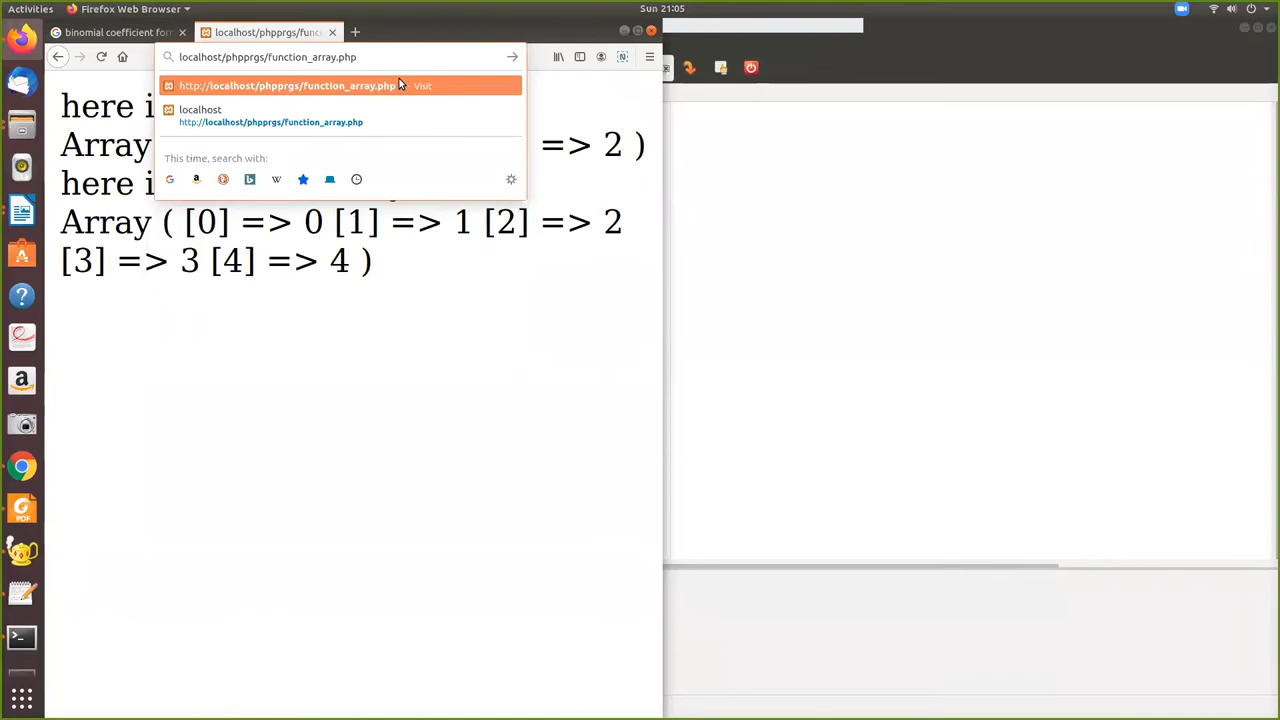 Activities
Firefox Web Browser
Sun 21:05
binomial coefficient for
localhost/phpprgs/func
localhost/phpprgs/function_array.php
http://localhost/phpprgs/function_array.php
Visit
localhost
http://localhost/phpprgs/function_array.php
This time, search with:
here i
Array => 2 )
here i
Array ( [0] => 0 [1] => 1 [2] => 2
[3] => 3 [4] => 4 )
PDF